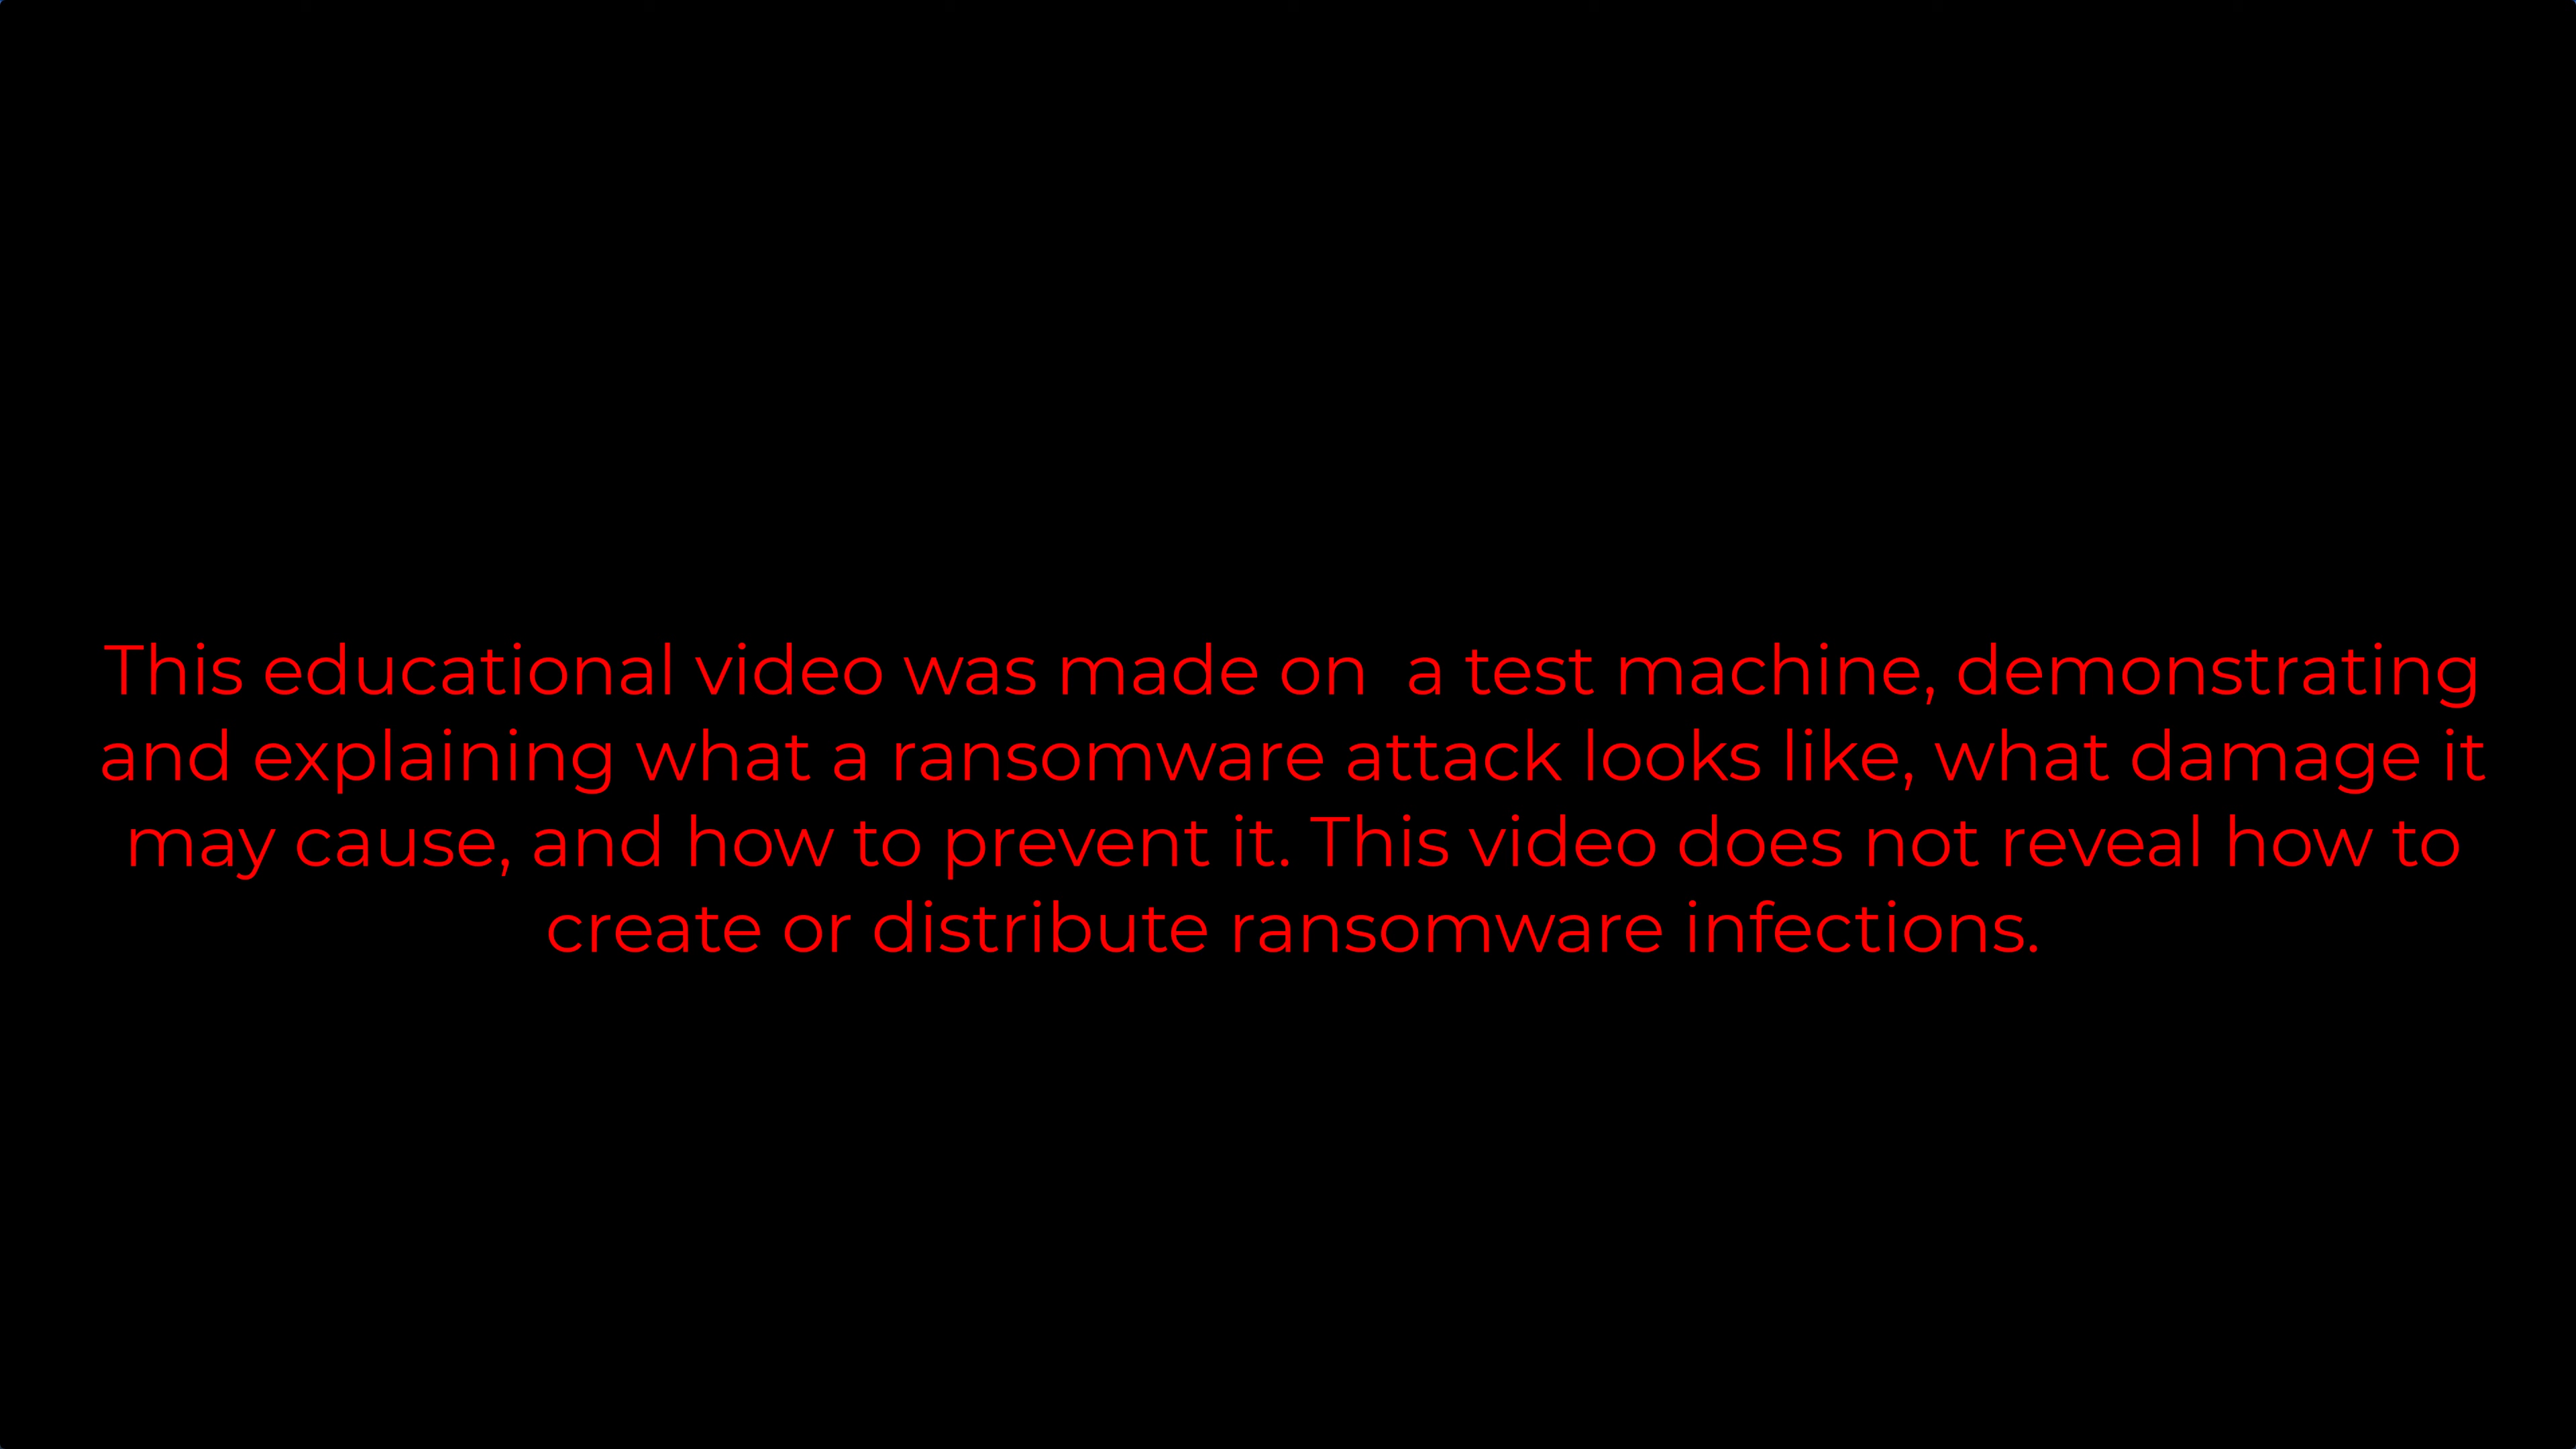 This educational video was made on  a test machine, demonstrating
and explaining what a ransomware attack looks like, what damage it
may cause, and how to prevent it. This video does not reveal how to
create or distribute ransomware infections.